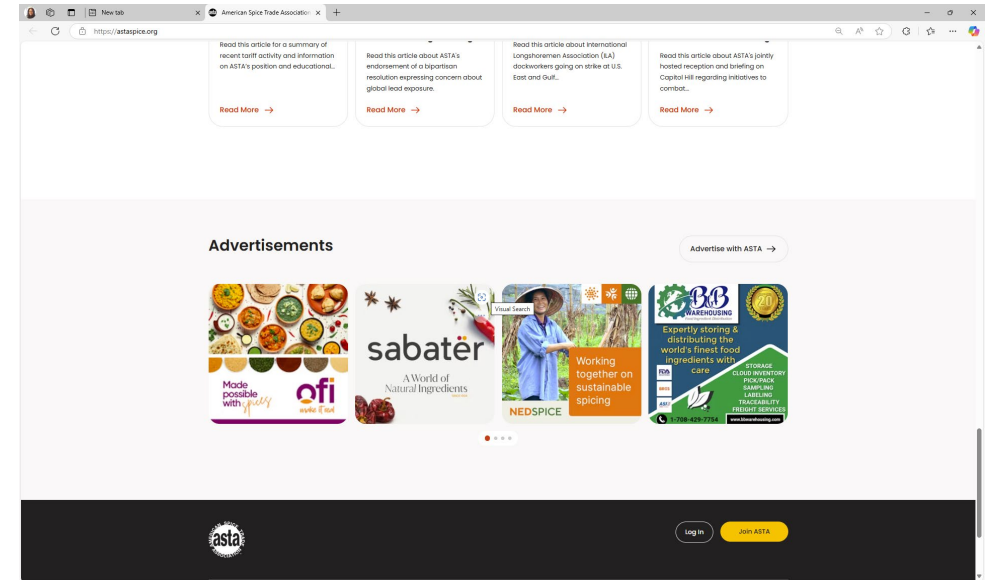 New tab
American Spice Trade Association
https://astaspice.org
Read this article for a summary of
recent tariff activity and information
on ASTA's position and educational...
Read More →
Read this article about ASTA's
endorsement of a bipartisan
resolution expressing concern about
global lead exposure.
Read More →
Read this article about International
Longshoremen Association (ILA)
dockworkers going on strike at U.S.
East and Gulf...
Read More →
Read this article about ASTA's jointly
hosted reception and briefing on
Capitol Hill regarding initiatives to
combat...
Read More →
Advertisements
Advertise with ASTA →
Made
possible
with spices
ofi
make it real
sabatër
A World of
Natural Ingredients
Visual Search
Working
together on
sustainable
spicing
NEDSPICE
B&B
WAREHOUSING
20
Expertly storing &
distributing the
world's finest food
ingredients with
care
FDA
STORAGE
CLOUD INVENTORY
PICK/PACK
SAMPLING
LABELING
TRACEABILITY
FREIGHT SERVICES
1-708-429-7754
www.bbwarehousing.com
asta
Log In
Join ASTA